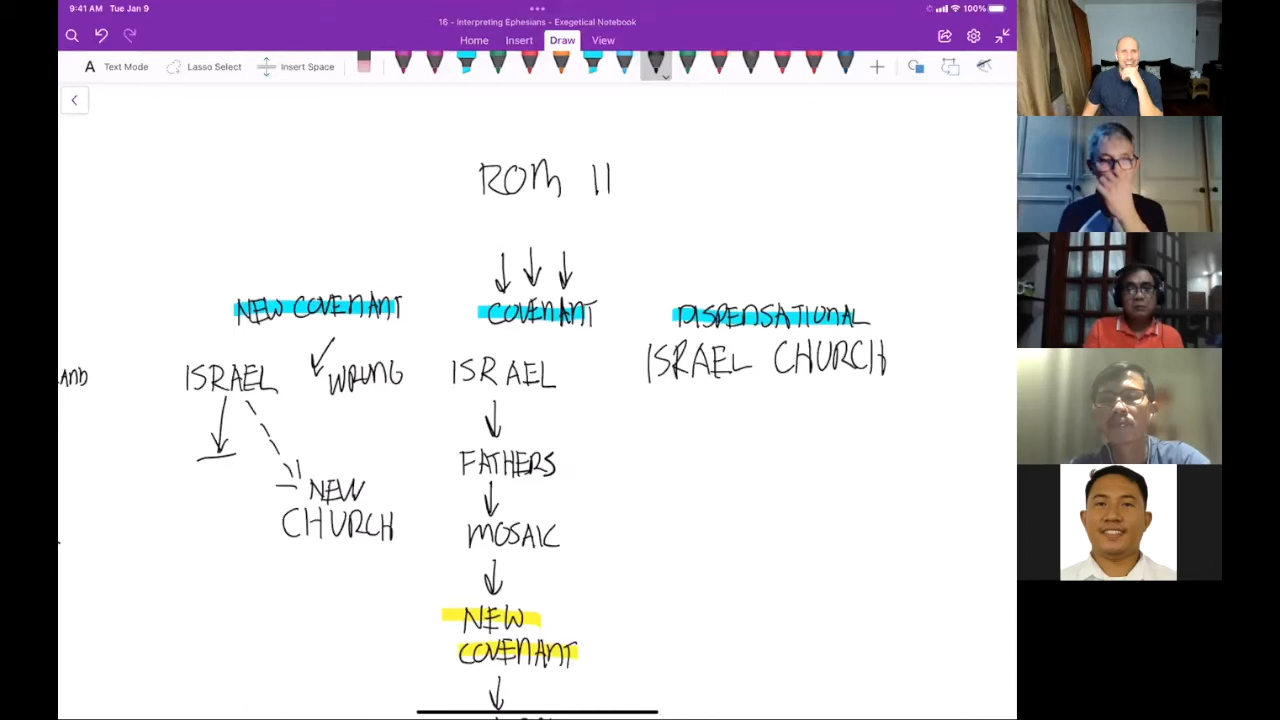 9:41 AM Tue Jan 9
100%
16 - Interpreting Ephesians - Exegetical Notebook
Home Insert Draw View
A Text Mode Lasso Select Insert Space
ROM 11
NEW COVENANT COVENANT DISPENSATIONAL
ISRAEL WRONG ISRAEL ISRAEL CHURCH
AND
FATHERS
NEW
CHURCH
MOSAIC
NEW
COVENANT